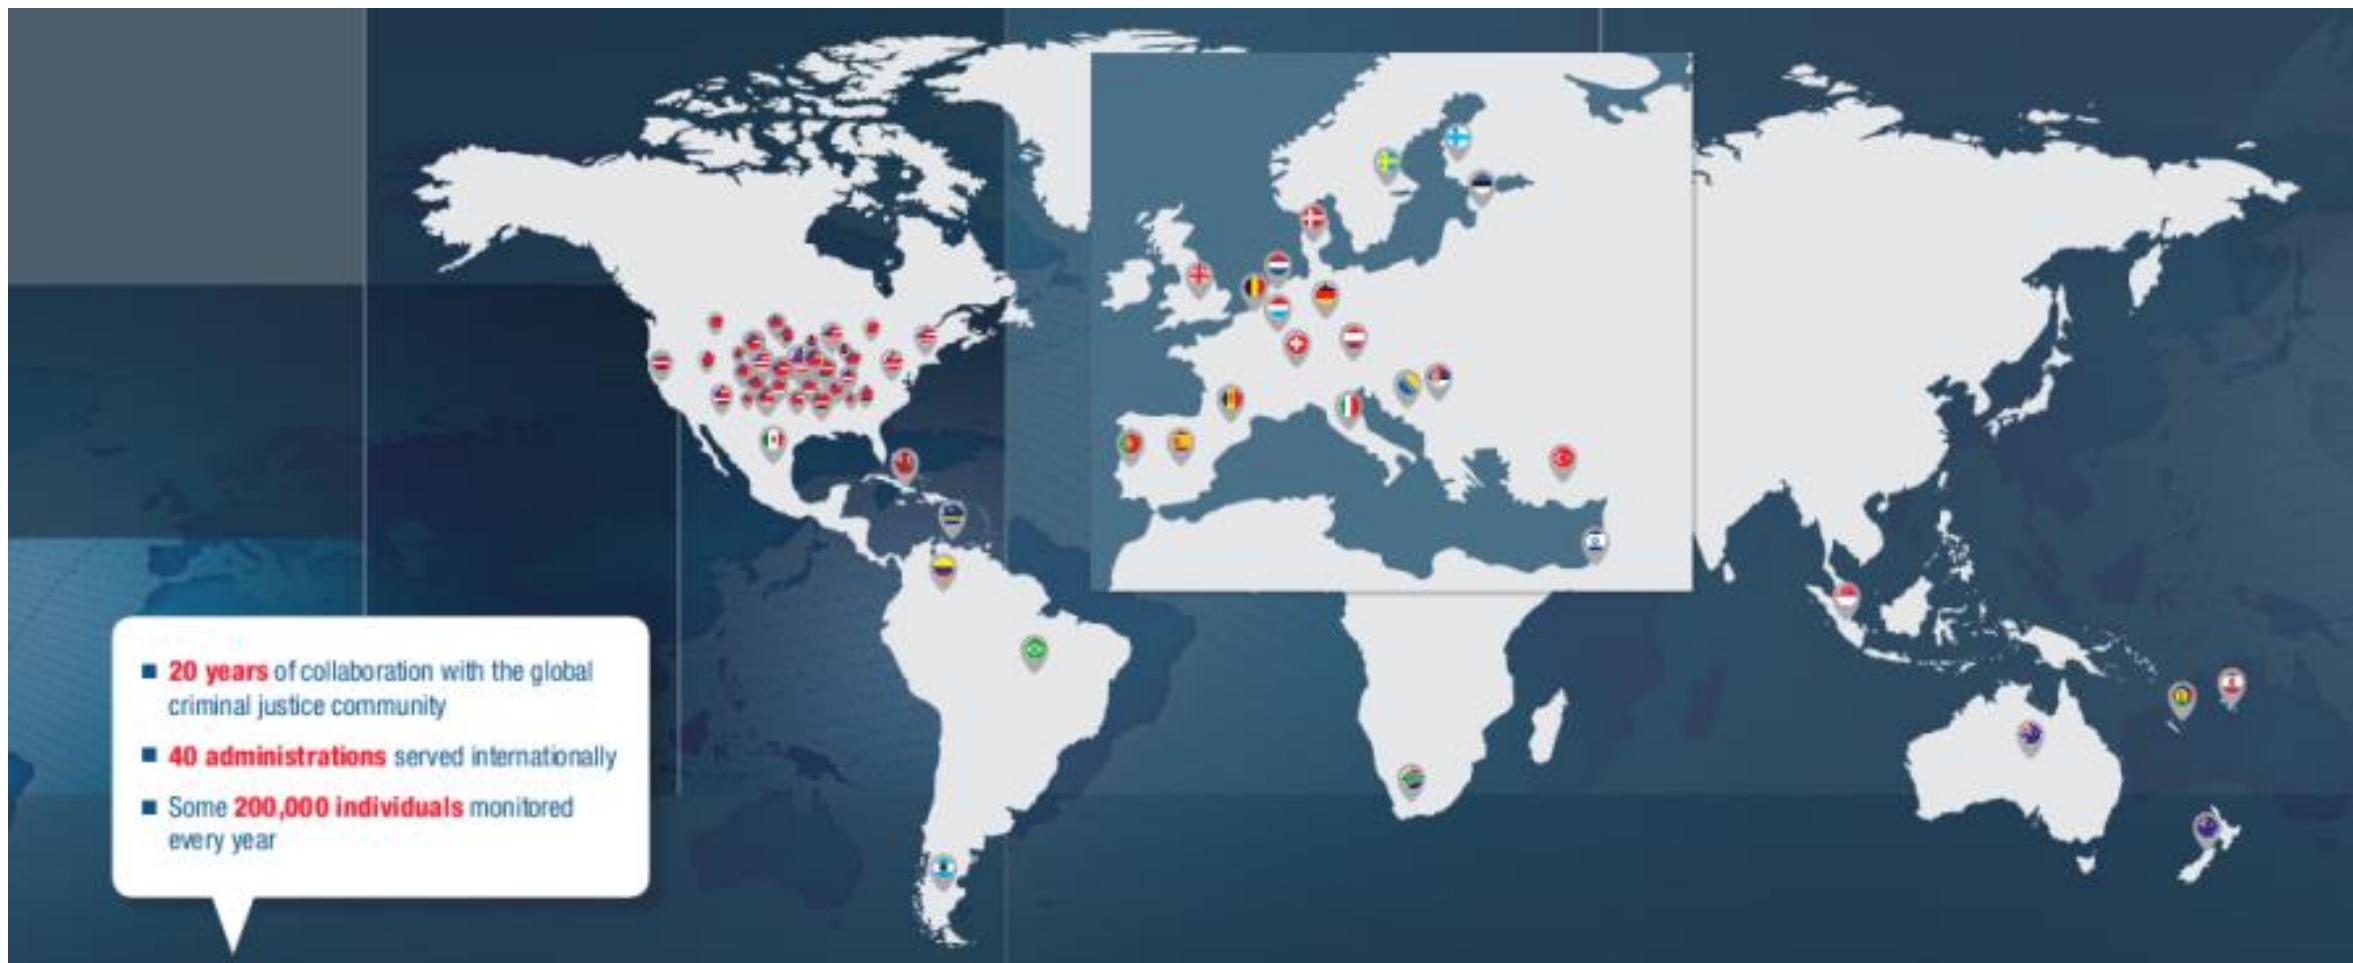 20 years of collaboration with the global
criminal justice community
40 administrations served internationally
Some 200,000 individuals monitored
every year